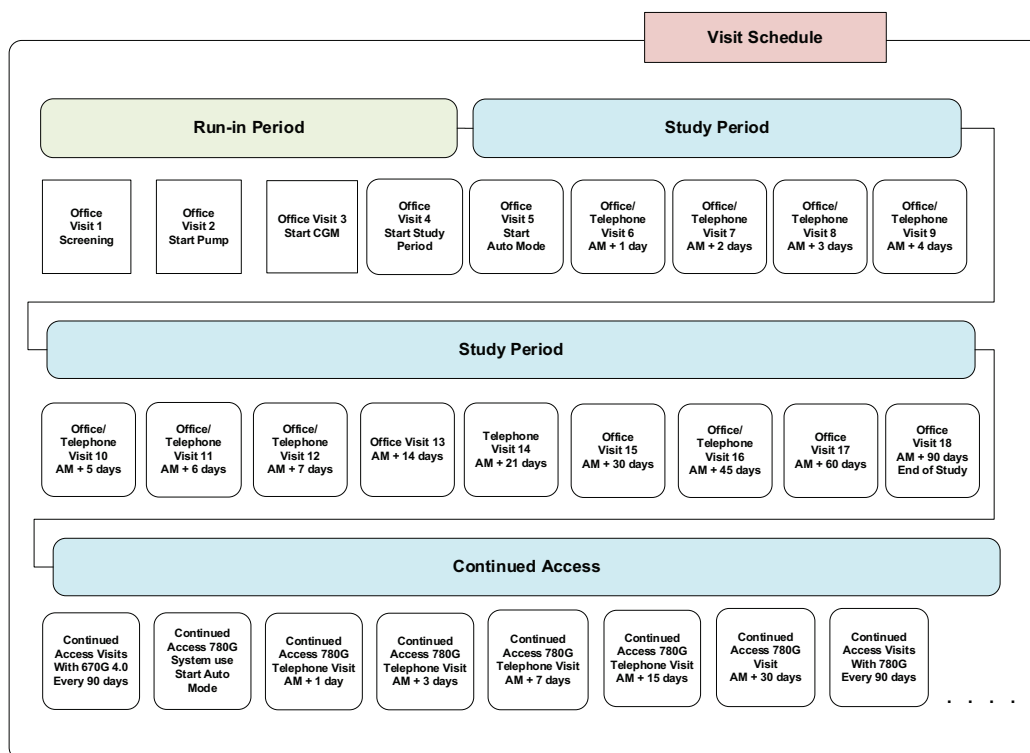 Visit Schedule
Run-in Period
Study Period
Office
Visit 1
Screening
Office
Visit 2
Start Pump
Office Visit 3
Start CGM
Office
Visit 4
Start Study
Period
Office
Visit 5
Start
Auto Mode
Office/
Telephone
Visit 6
AM + 1 day
Office/
Telephone
Visit 7
AM + 2 days
Office/
Telephone
Visit 8
AM + 3 days
Office/
Telephone
Visit 9
AM + 4 days
Study Period
Office/
Telephone
Visit 10
AM + 5 days
Office/
Telephone
Visit 11
AM + 6 days
Office/
Telephone
Visit 12
AM + 7 days
Office Visit 13
AM + 14 days
Telephone
Visit 14
AM + 21 days
Office
Visit 15
AM + 30 days
Office/
Telephone
Visit 16
AM + 45 days
Office
Visit 17
AM + 60 days
Office
Visit 18
AM + 90 days
End of Study
Continued Access
Continued
Access Visits
With 670G 4.0
Every 90 days
Continued
Access 780G
System use
Start Auto
Mode
Continued
Access 780G
Telephone Visit
AM + 1 day
Continued
Access 780G
Telephone Visit
AM + 3 days
Continued
Access 780G
Telephone Visit
AM + 7 days
Continued
Access 780G
Telephone Visit
AM + 15 days
Continued
Access 780G
Visit
AM + 30 days
Continued
Access Visits
With 780G
Every 90 days
. . . .